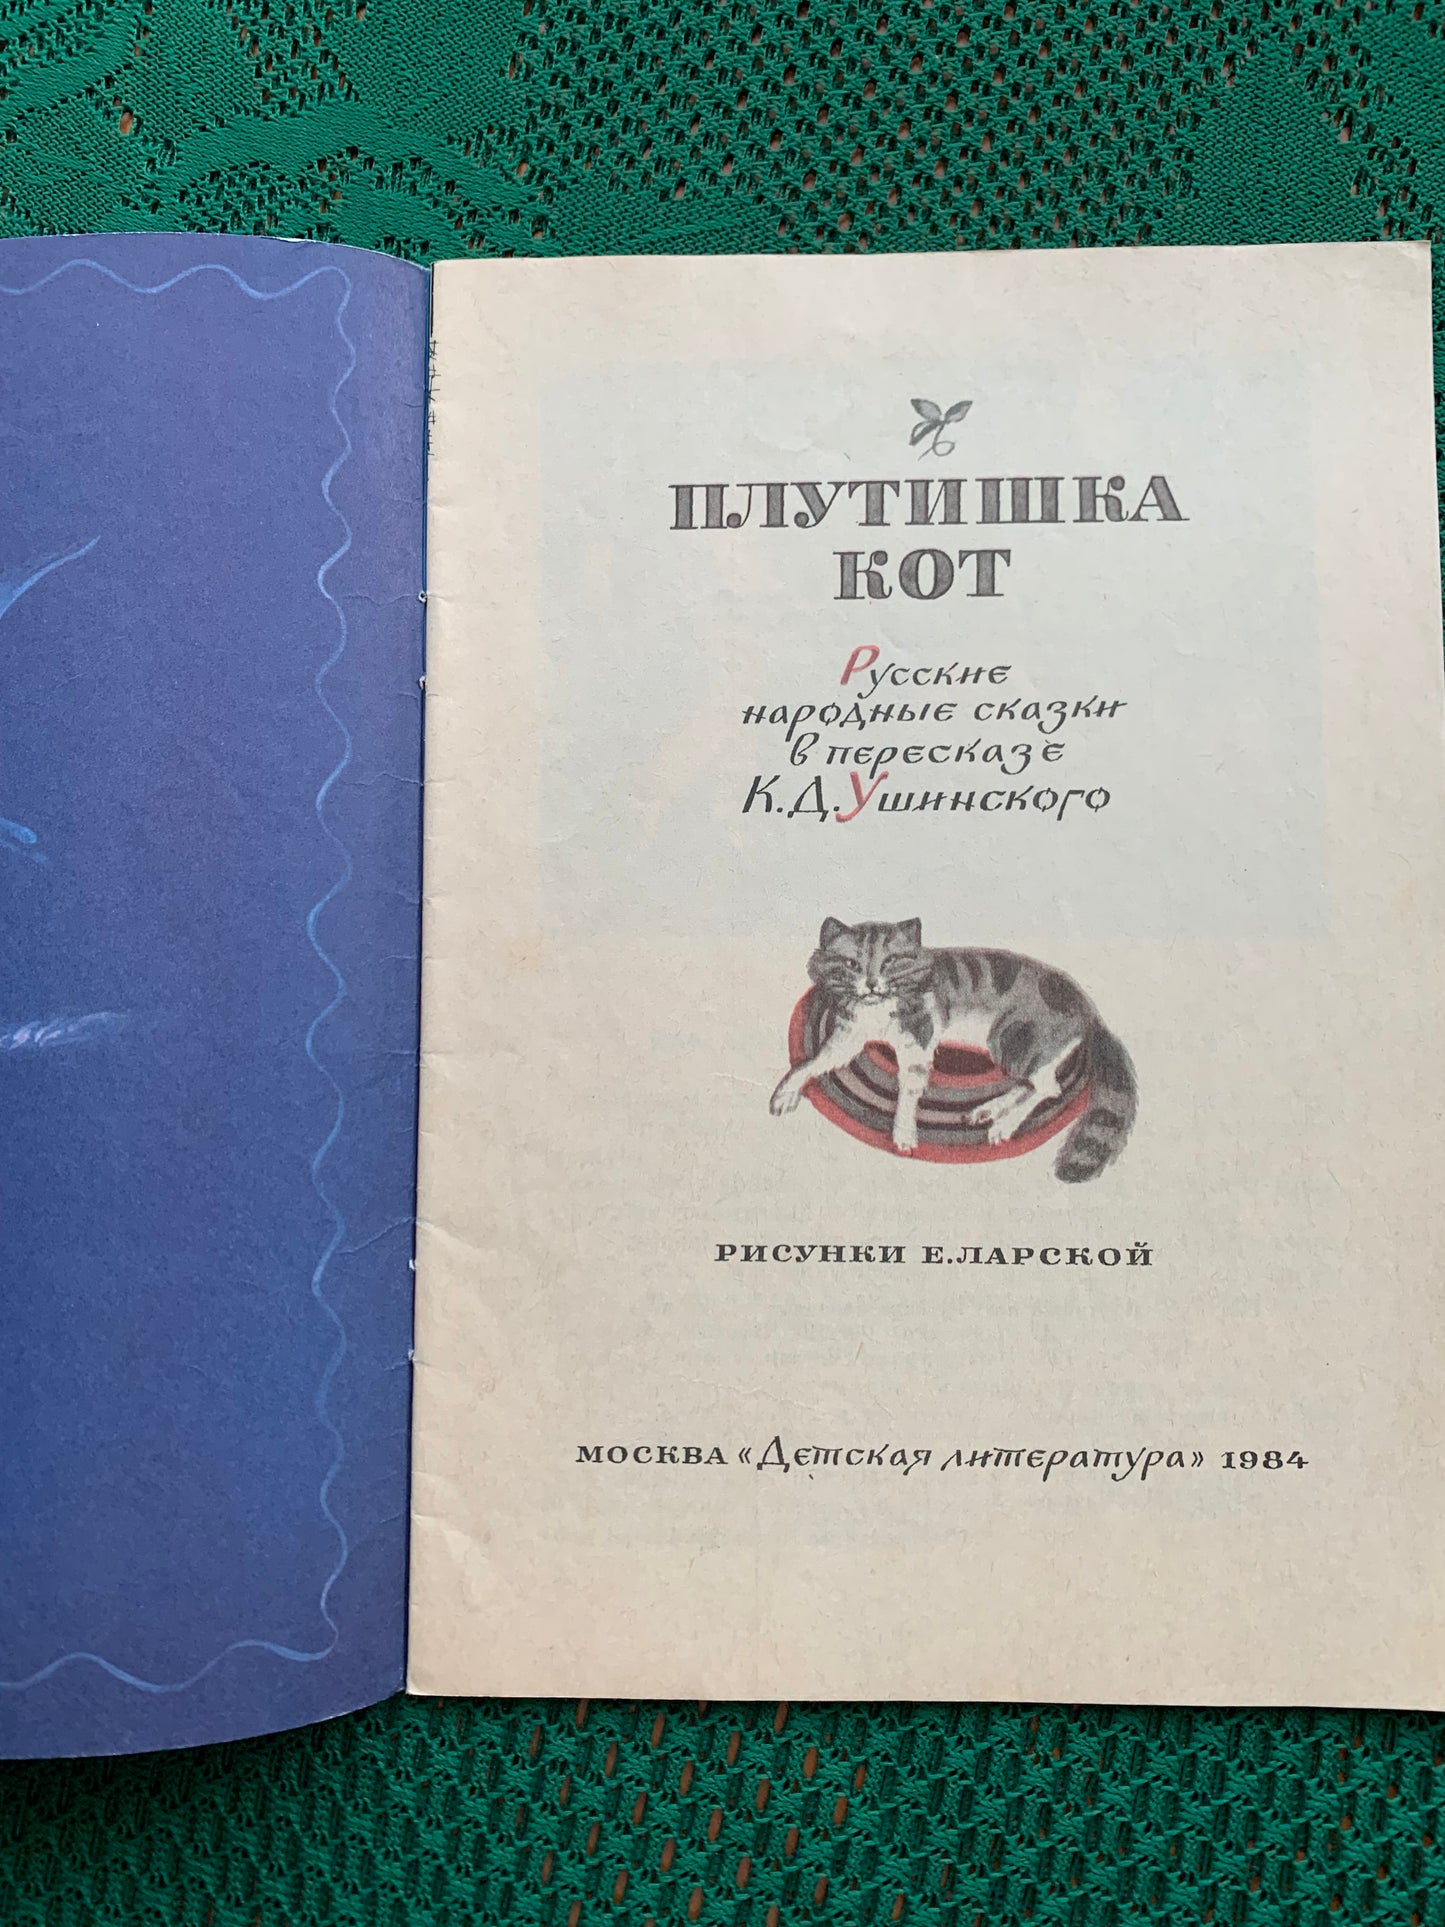 ПЛУТИШКА
КОТ
Русские
народные сказки
в пересказе
К.Д.Ушинского
РИСУНКИ Е.ЛАРСКОЙ
МОСКВА «Детская литература» 1984